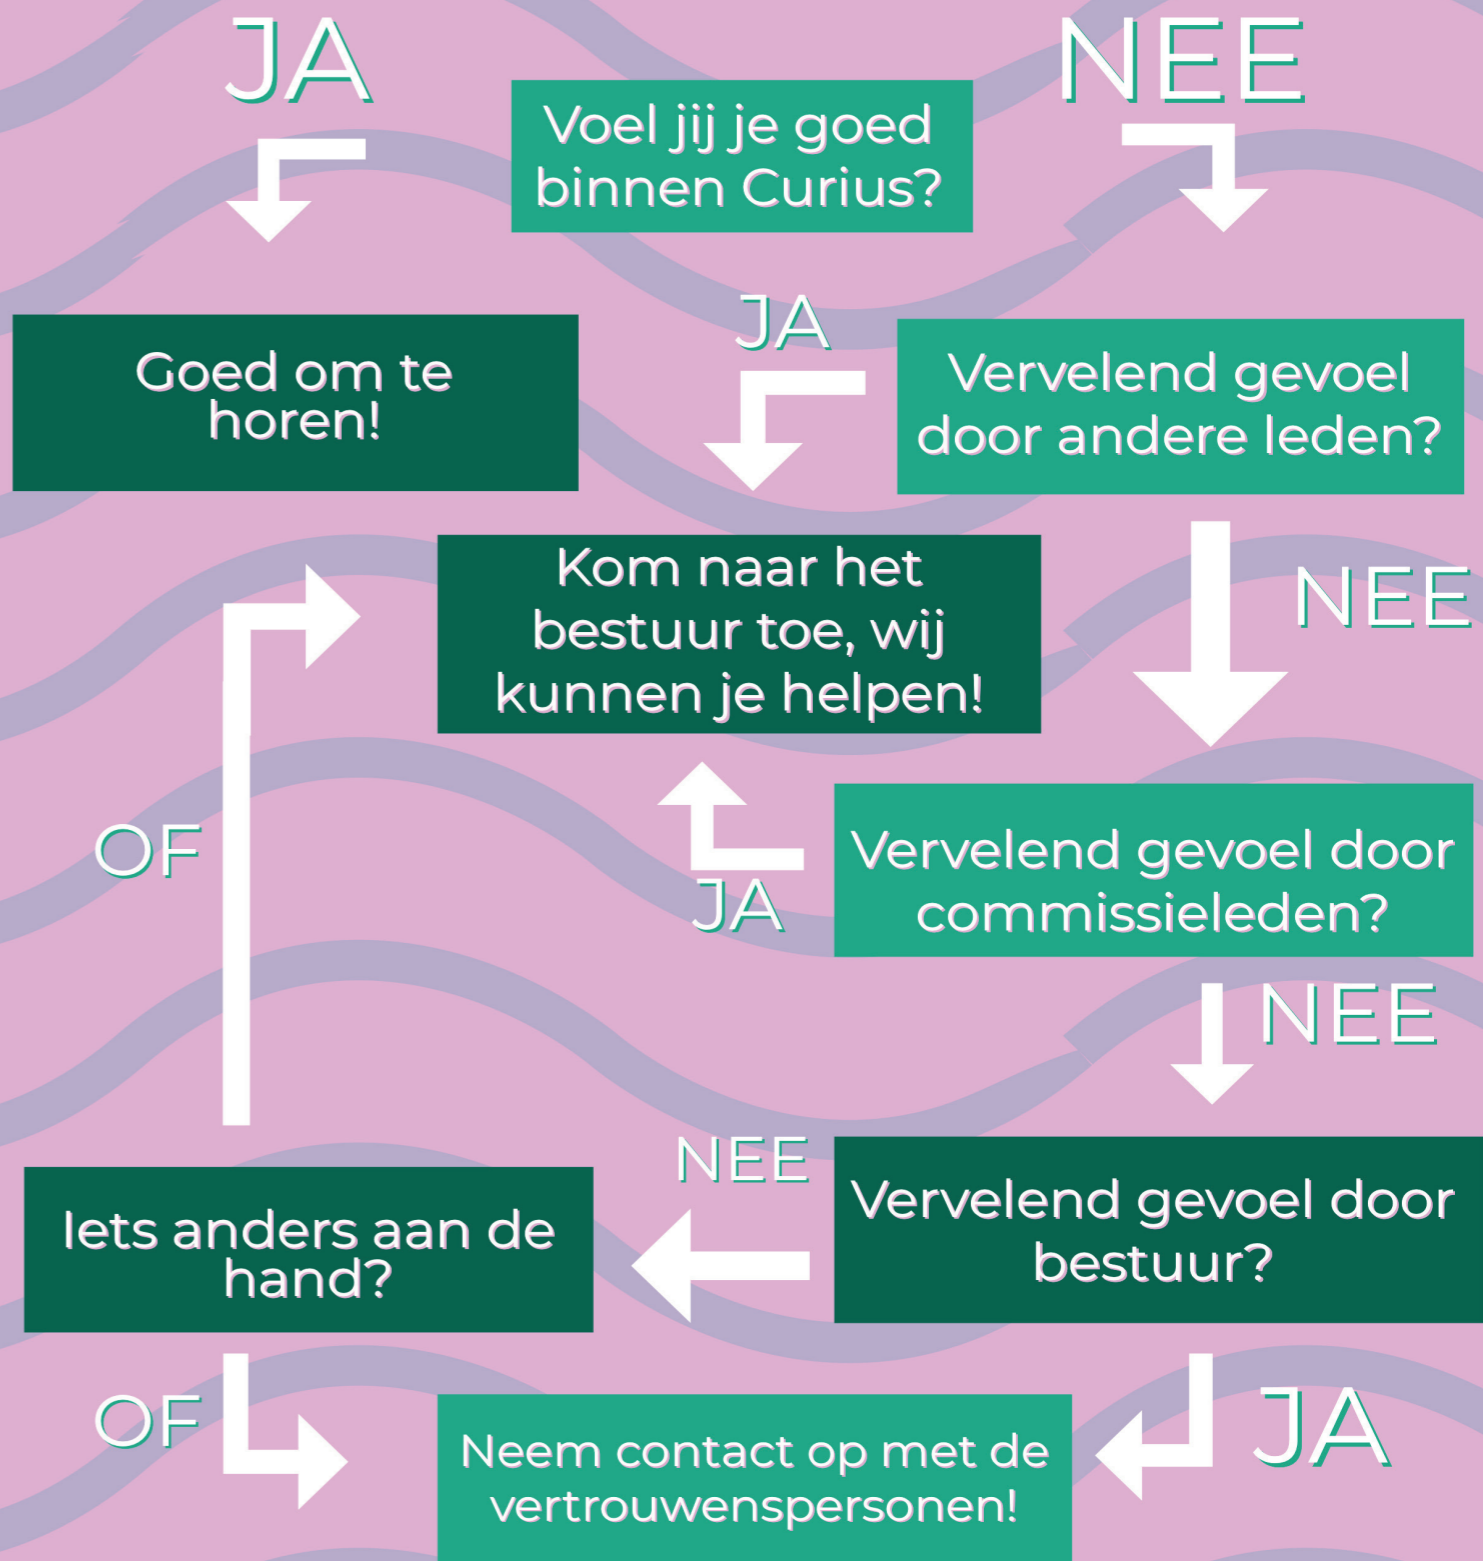 JA
NEE
Voel jij je goed
binnen Curius?
JA
Goed om te
horen!
Vervelend gevoel
door andere leden?
Kom naar het
bestuur toe, wij
kunnen je helpen!
NEE
OF
JA
Vervelend gevoel door
commissieleden?
NEE
NEE
Iets anders aan de
hand?
Vervelend gevoel door
bestuur?
OF
JA
Neem contact op met de
vertrouwenspersonen!